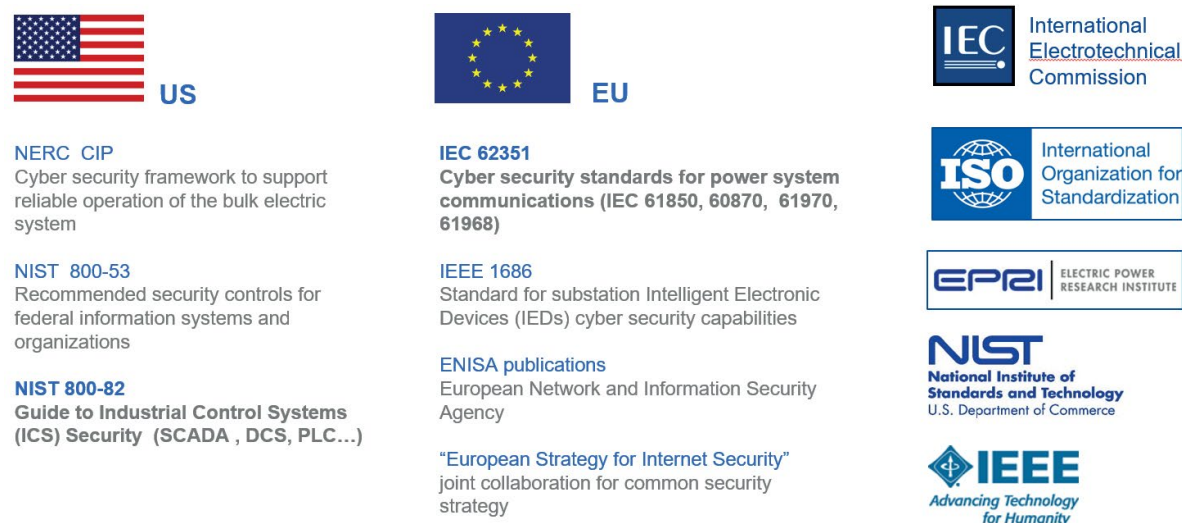 US
NERC CIP
Cyber security framework to support
reliable operation of the bulk electric
system
NIST 800-53
Recommended security controls for
federal information systems and
organizations
NIST 800-82
Guide to Industrial Control Systems
(ICS) Security (SCADA , DCS, PLC...)
EU
IEC 62351
Cyber security standards for power system
communications (IEC 61850, 60870, 61970,
61968)
IEEE 1686
Standard for substation Intelligent Electronic
Devices (IEDs) cyber security capabilities
ENISA publications
European Network and Information Security
Agency
“European Strategy for Internet Security”
joint collaboration for common security
strategy
IEC
International
Electrotechnical
Commission
ISO
International
Organization for
Standardization
EPRI
ELECTRIC POWER
RESEARCH INSTITUTE
NIST
National Institute of
Standards and Technology
U.S. Department of Commerce
IEEE
Advancing Technology
for Humanity